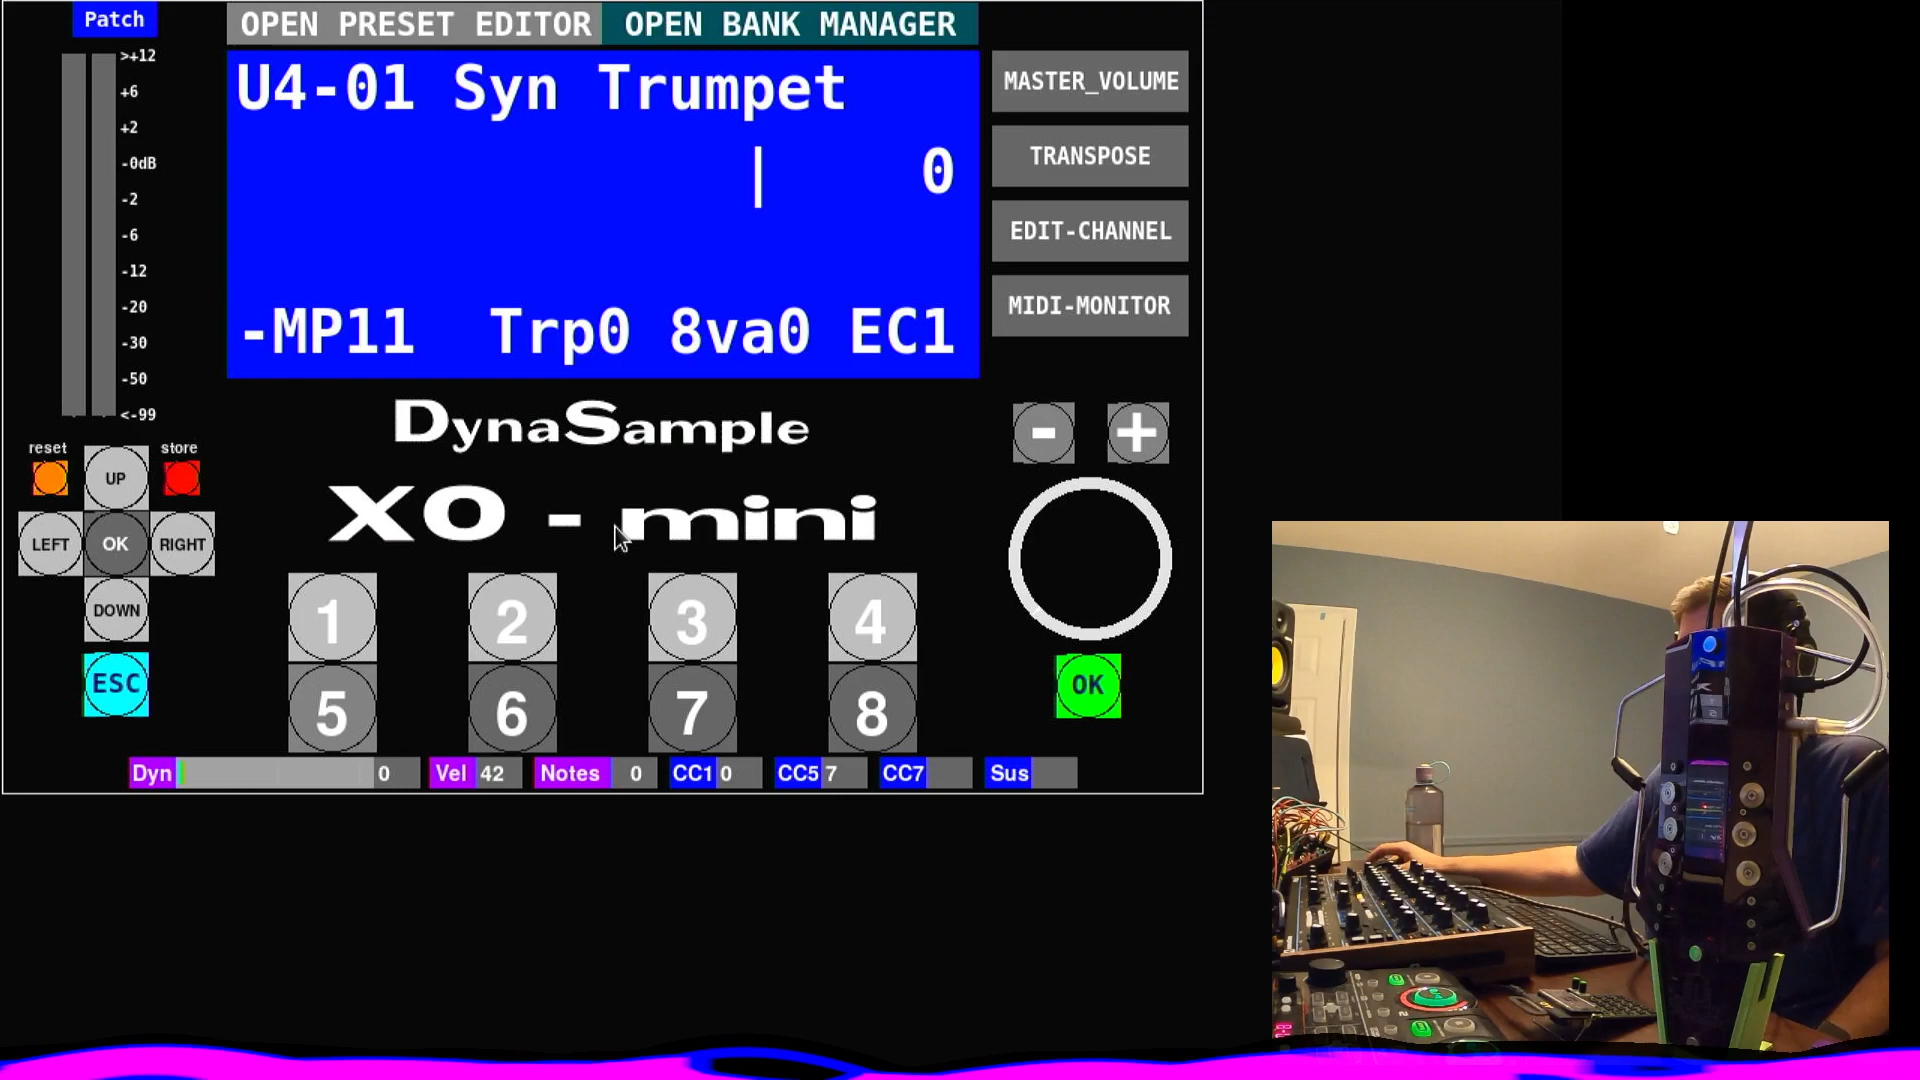 Patch
OPEN PRESET EDITOR
OPEN BANK MANAGER
>+12
+6
+2
-0dB
-2
-6
-12
-20
-30
-50
<-99
U4-01 Syn Trumpet
| 0
-MP11 Trp0 8va0 EC1
MASTER_VOLUME
TRANSPOSE
EDIT-CHANNEL
MIDI-MONITOR
DynaSample
XO - mini
- +
reset
store
UP
LEFT
OK
RIGHT
DOWN
ESC
1 2 3 4
5 6 7 8
OK
Dyn 0 Vel 42 Notes 0 CC1 0 CC5 7 CC7 Sus